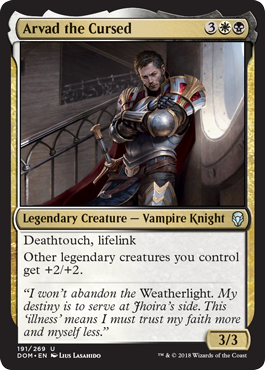 Arvad the Cursed 3
Legendary Creature — Vampire Knight
Deathtouch, lifelink
Other legendary creatures you control
get +2/+2.
“I won’t abandon the Weatherlight. My
destiny is to serve at Jhoira’s side. This
‘illness’ means I must trust my faith more
and myself less.”
3/3
191/269 U
DOM • EN Lius Lasahido
™ & © 2018 Wizards of the Coast